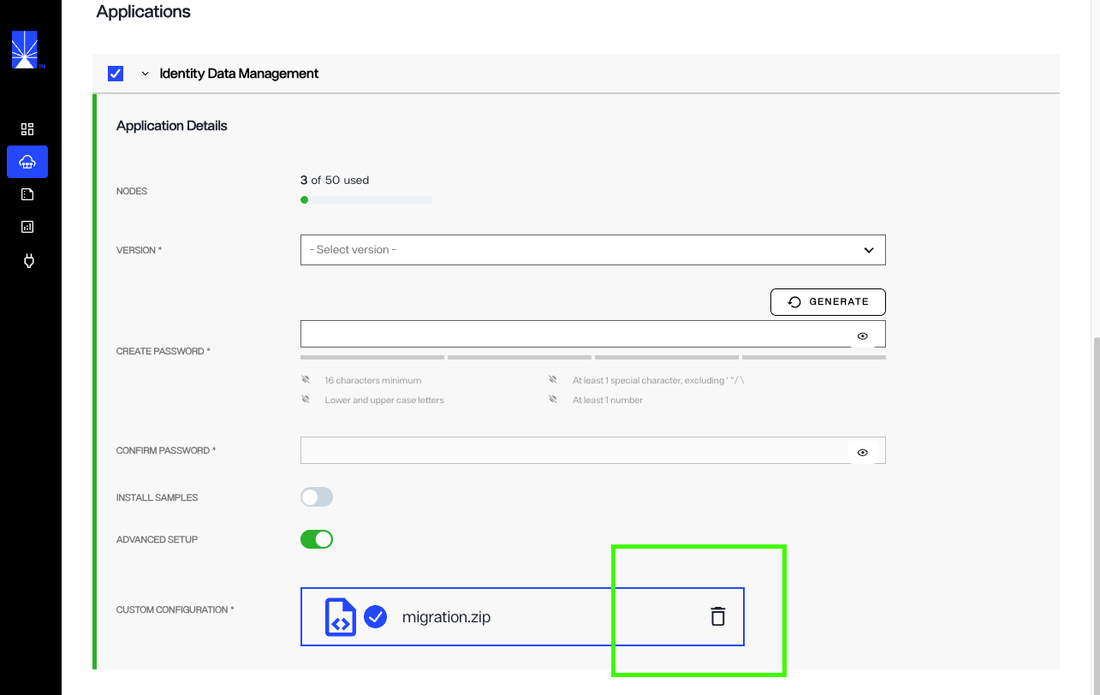 Applications
Identity Data Management
Application Details
NODES
3 of 50 used
VERSION *
- Select version -
GENERATE
CREATE PASSWORD *
16 characters minimum
At least 1 special character, excluding ' "/ \
Lower and upper case letters
At least 1 number
CONFIRM PASSWORD *
INSTALL SAMPLES
ADVANCED SETUP
CUSTOM CONFIGURATION *
migration.zip